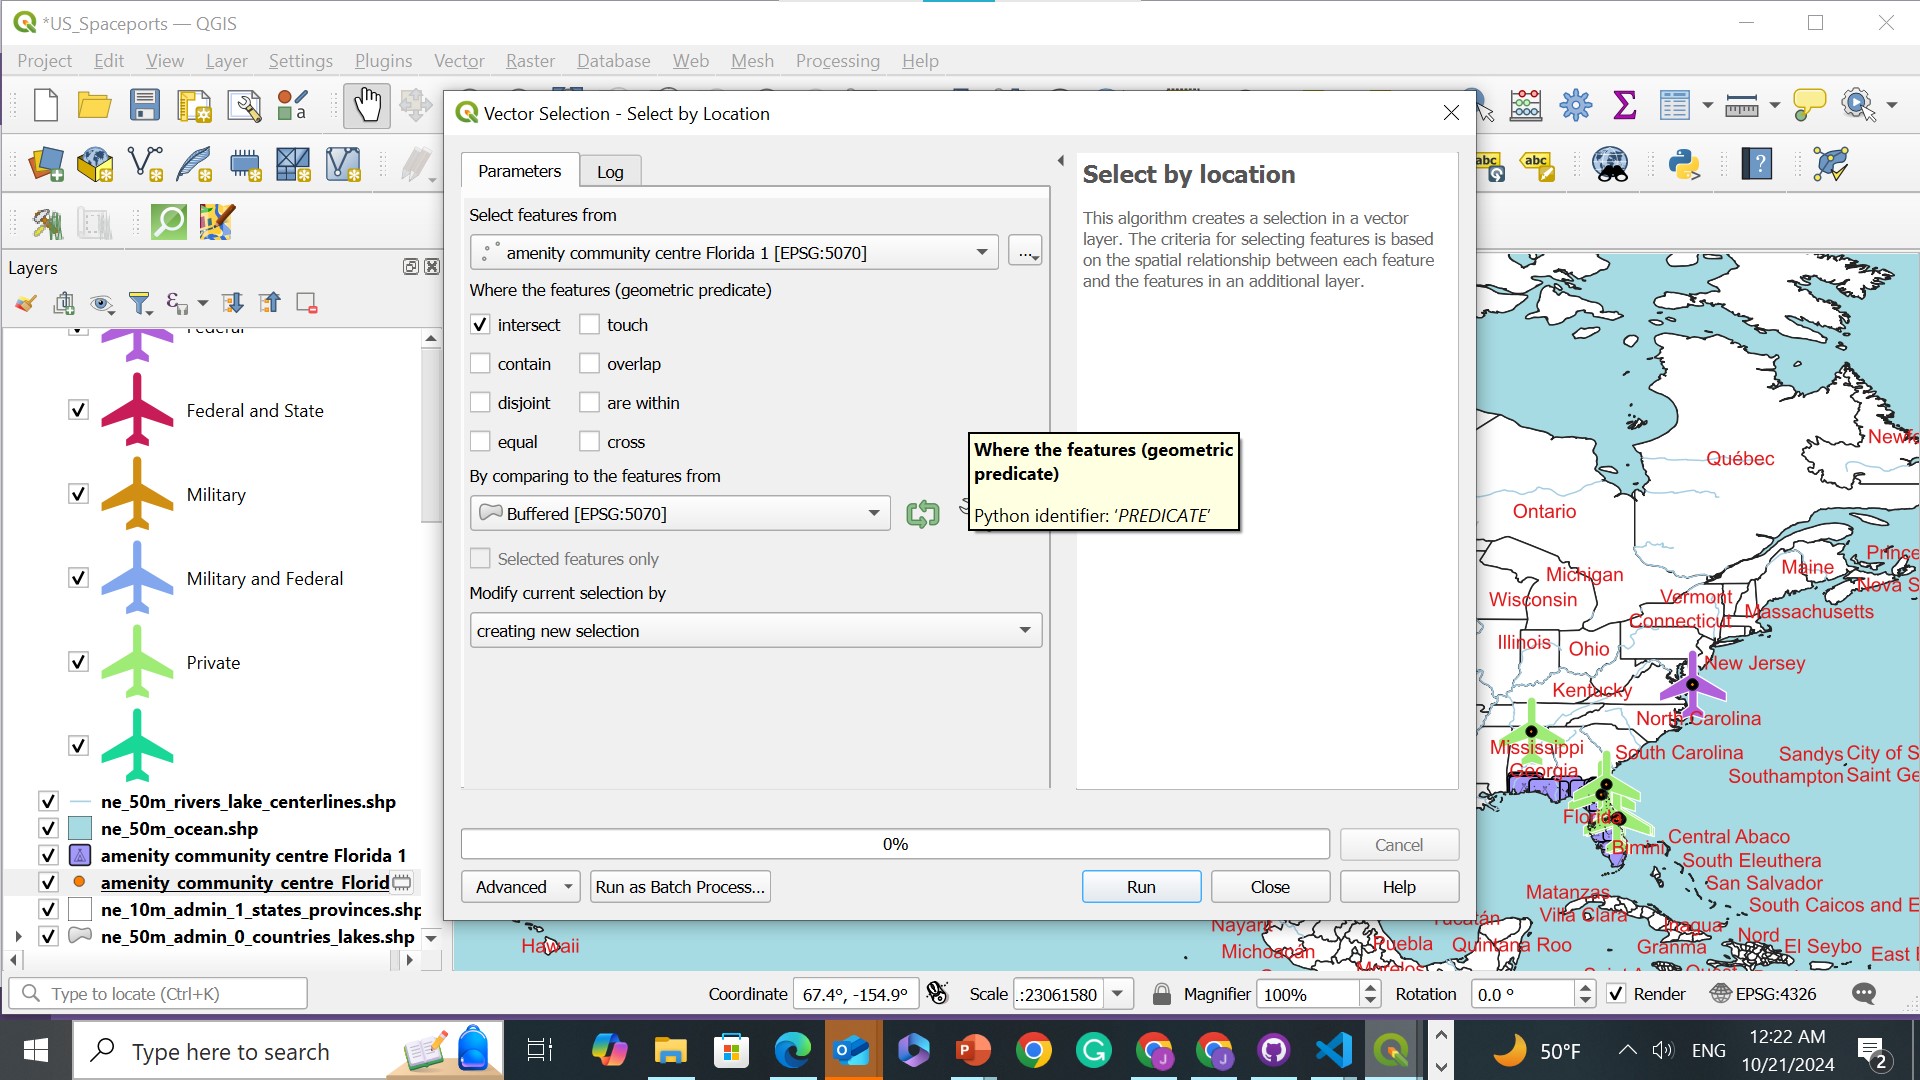 *US_Spaceports — QGIS
Project Edit View Layer Settings Plugins Vector Raster Database Web Mesh Processing Help
Vector Selection - Select by Location
Parameters Log
Select features from
amenity community centre Florida 1 [EPSG:5070]
...
Where the features (geometric predicate)
intersect touch
contain overlap
disjoint are within
equal cross
By comparing to the features from
Buffered [EPSG:5070]
Selected features only
Modify current selection by
creating new selection
Select by location
This algorithm creates a selection in a vector
layer. The criteria for selecting features is based
on the spatial relationship between each feature
and the features in an additional layer.
Where the features (geometric
predicate)
Python identifier: 'PREDICATE'
0%
Cancel
Advanced Run as Batch Process... Run Close Help
abc abc
Layers
Federal
Federal and State
Military
Military and Federal
Private
ne_50m_rivers_lake_centerlines.shp
ne_50m_ocean.shp
amenity community centre Florida 1
amenity community centre Florid
ne_10m_admin_1_states_provinces.shp
ne_50m_admin_0_countries_lakes.shp
Newf
Québec
Ontario
Prince
Maine
Michigan
Nova S
Wisconsin
Vermont
Massachusetts
Connecticut
Illinois
Ohio
New Jersey
Kentucky
North Carolina
Mississippi
South Carolina
Sandys City of S
Georgia
Southampton Saint Ge
Florida
Central Abaco
Bimini
South Eleuthera
San Salvador
Matanzas
South Caicos and E
Villa Clara
Inagua
Nayarit
Yucatán
Nord
Hawaii
Michoacán
Puebla
Quintana Roo
Granma
El Seybo
East
Morelos
Type to locate (Ctrl+K)
Coordinate 67.4°, -154.9° Scale .:23061580 Magnifier 100% Rotation 0.0 ° Render EPSG:4326
Type here to search
50°F ENG
12:22 AM
10/21/2024
2